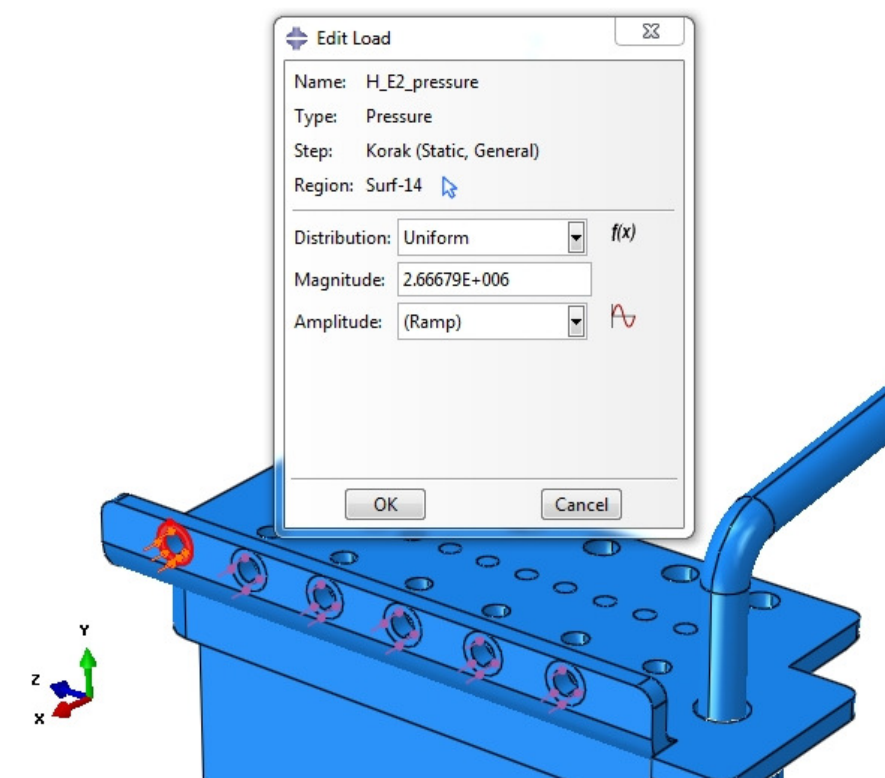 Edit Load
Name: H_E2_pressure
Type: Pressure
Step: Korak (Static, General)
Region: Surf-14
Distribution: Uniform f(x)
Magnitude: 2.66679E+006
Amplitude: (Ramp)
OK Cancel
Y
Z
X